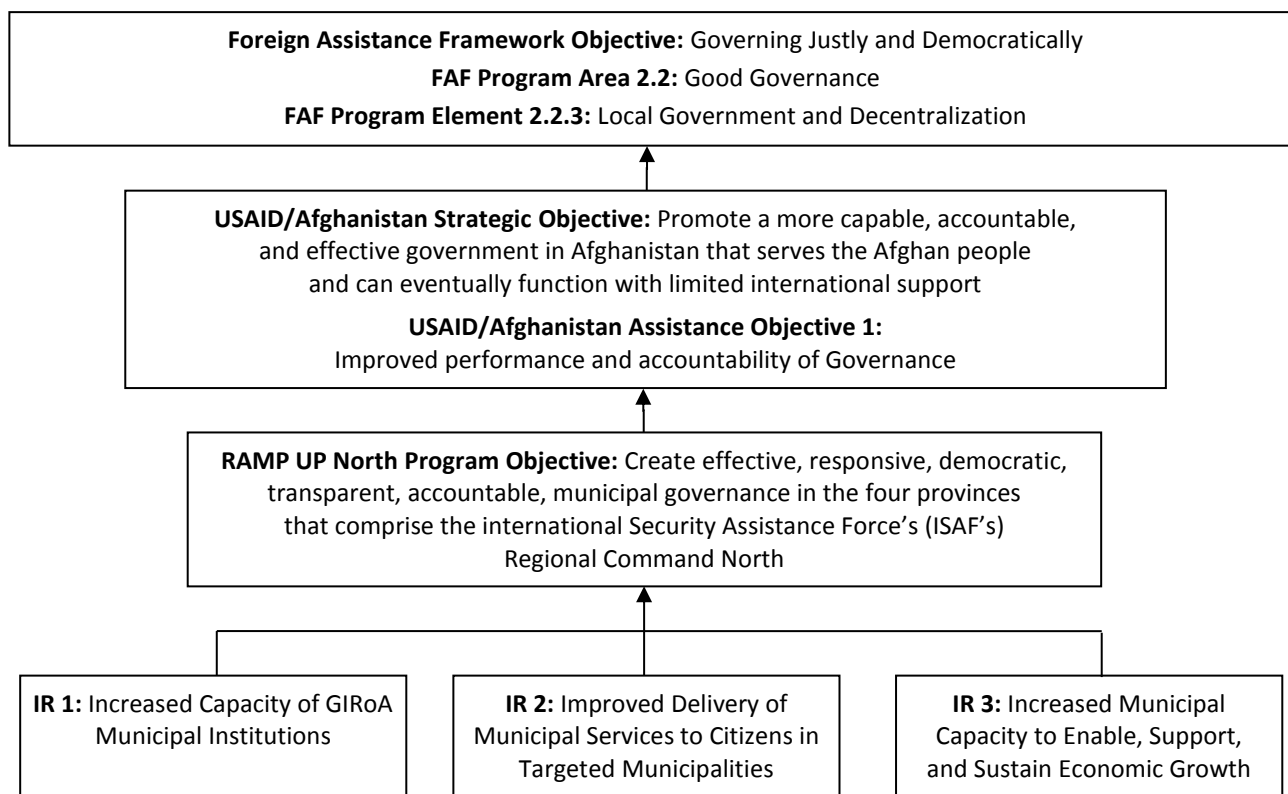 Foreign Assistance Framework Objective: Governing Justly and Democratically
FAF Program Area 2.2: Good Governance
FAF Program Element 2.2.3: Local Government and Decentralization
USAID/Afghanistan Strategic Objective: Promote a more capable, accountable,
and effective government in Afghanistan that serves the Afghan people
and can eventually function with limited international support
USAID/Afghanistan Assistance Objective 1:
Improved performance and accountability of Governance
RAMP UP North Program Objective: Create effective, responsive, democratic,
transparent, accountable, municipal governance in the four provinces
that comprise the international Security Assistance Force’s (ISAF’s)
Regional Command North
IR 1: Increased Capacity of GIRoA
Municipal Institutions
IR 2: Improved Delivery of
Municipal Services to Citizens in
Targeted Municipalities
IR 3: Increased Municipal
Capacity to Enable, Support,
and Sustain Economic Growth